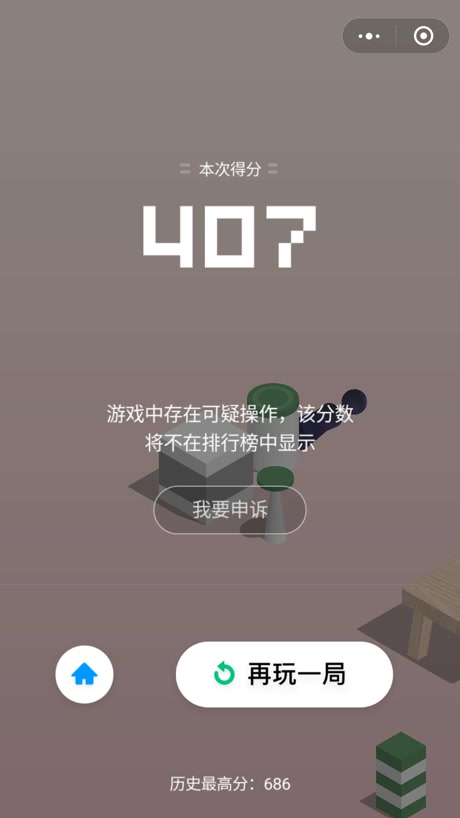 本次得分
407
游戏中存在可疑操作，该分数
将不在排行榜中显示
我要申诉
再玩一局
历史最高分：686